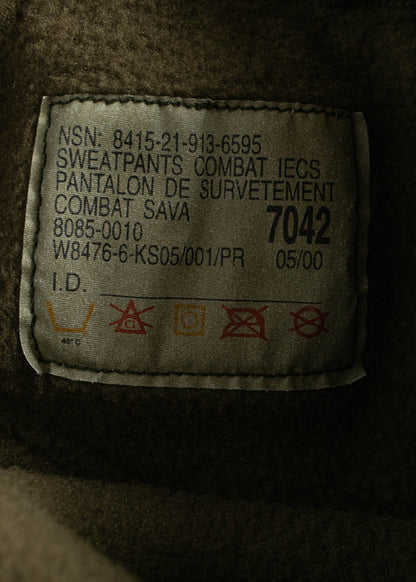 NSN: 8415-21-913-6595
SWEATPANTS COMBAT IECS
PANTALON DE SURVETEMENT
COMBAT SAVA 7042
8085-0010
W8476-6-KS05/001/PR 05/00
I.D.
CL
40° C